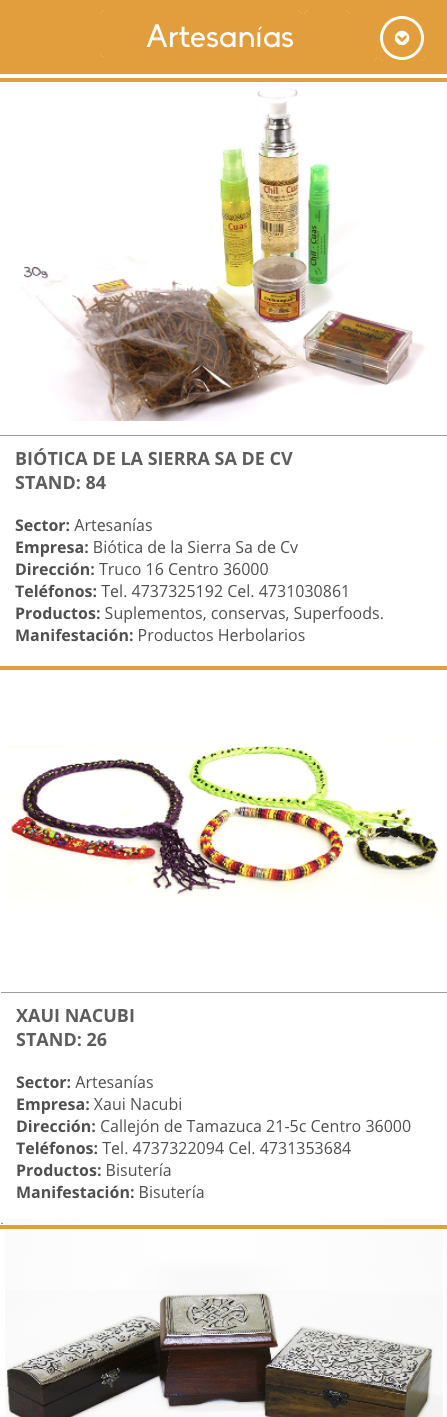 Artesanías
30g
Chil - Cuas
Cuas
Chil - Cuas
BIÓTICA DE LA SIERRA SA DE CV
STAND: 84
Sector: Artesanías
Empresa: Biótica de la Sierra Sa de Cv
Dirección: Truco 16 Centro 36000
Teléfonos: Tel. 4737325192 Cel. 4731030861
Productos: Suplementos, conservas, Superfoods.
Manifestación: Productos Herbolarios
XAUI NACUBI
STAND: 26
Sector: Artesanías
Empresa: Xaui Nacubi
Dirección: Callejón de Tamazuca 21-5c Centro 36000
Teléfonos: Tel. 4737322094 Cel. 4731353684
Productos: Bisutería
Manifestación: Bisutería